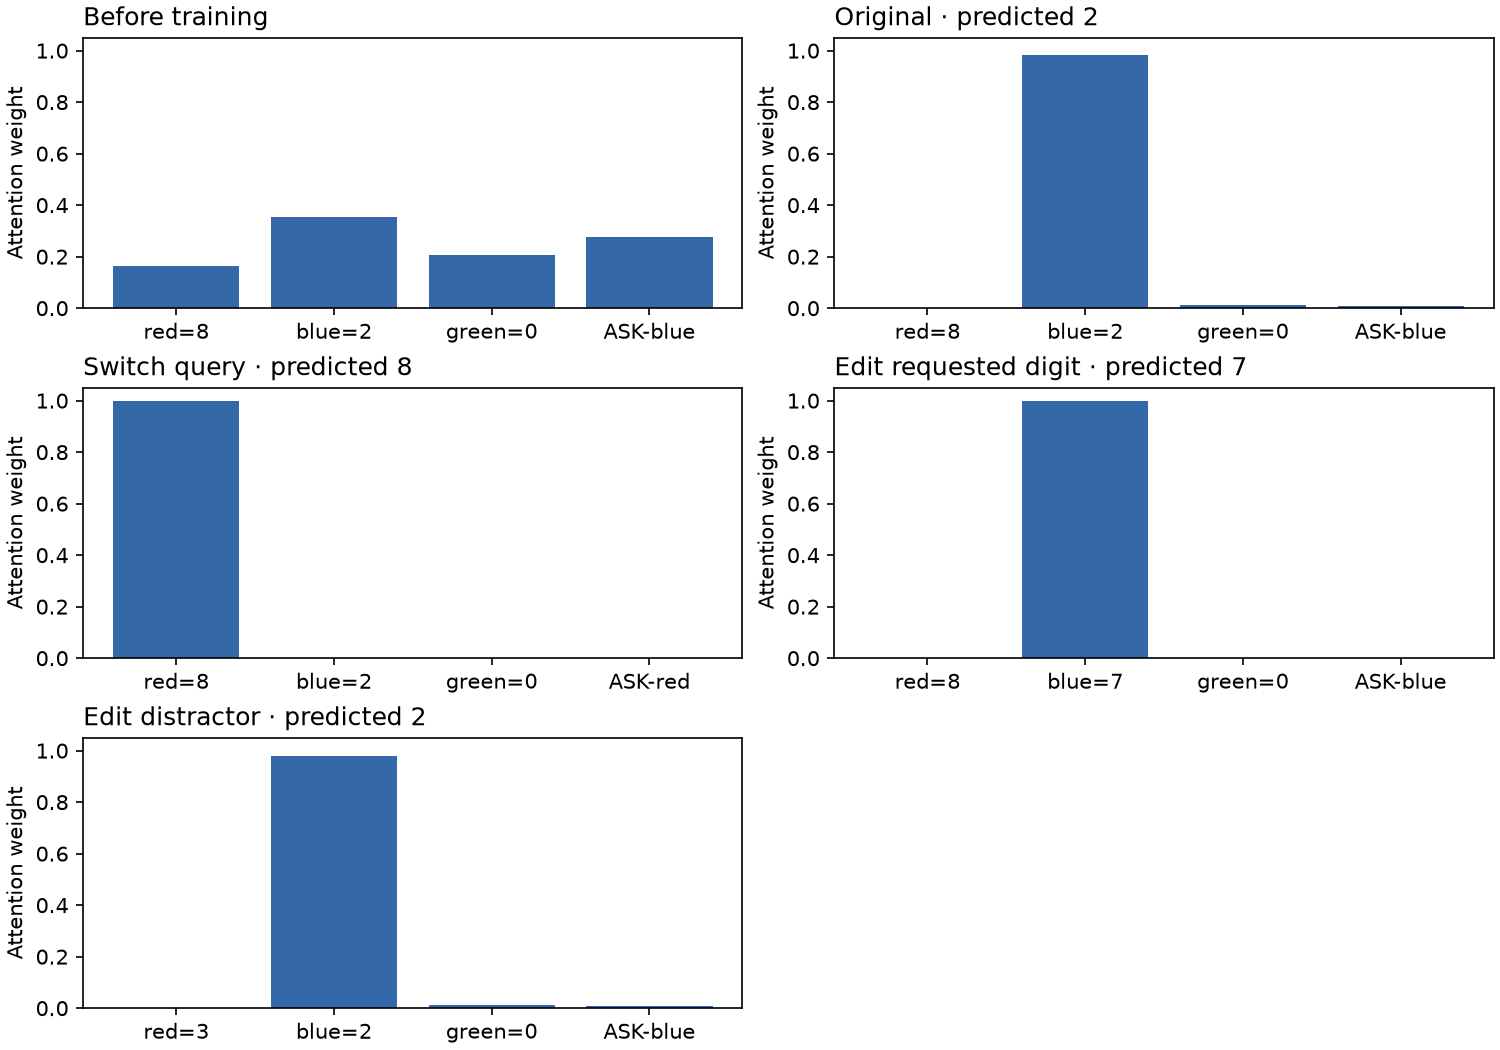 Before training
Attention weight
1.0
0.8
0.6
0.4
0.2
0.0
red=8 blue=2 green=0 ASK-blue
Original · predicted 2
Attention weight
1.0
0.8
0.6
0.4
0.2
0.0
red=8 blue=2 green=0 ASK-blue
Switch query · predicted 8
Attention weight
1.0
0.8
0.6
0.4
0.2
0.0
red=8 blue=2 green=0 ASK-red
Edit requested digit · predicted 7
Attention weight
1.0
0.8
0.6
0.4
0.2
0.0
red=8 blue=7 green=0 ASK-blue
Edit distractor · predicted 2
Attention weight
1.0
0.8
0.6
0.4
0.2
0.0
red=3 blue=2 green=0 ASK-blue